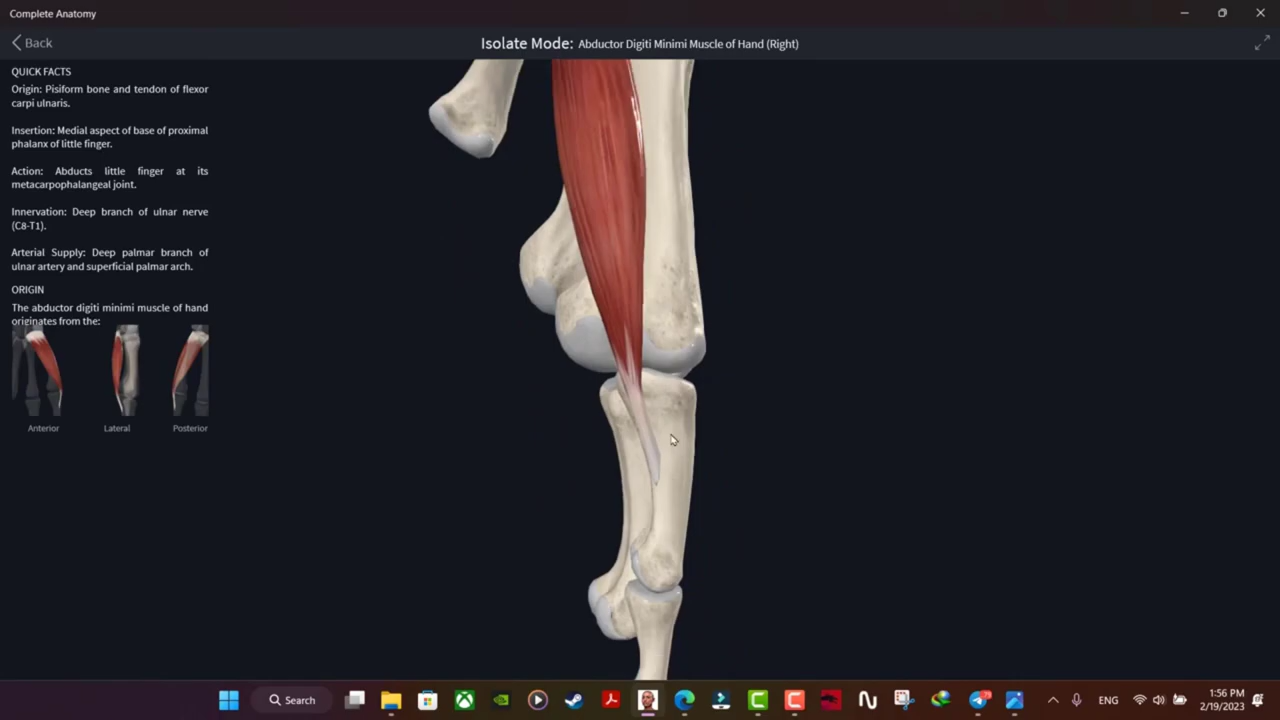 Complete Anatomy
Back
Isolate Mode: Abductor Digiti Minimi Muscle of Hand (Right)
QUICK FACTS
Origin: Pisiform bone and tendon of flexor
carpi ulnaris.
Insertion: Medial aspect of base of proximal
phalanx of little finger.
Action: Abducts little finger at its
metacarpophalangeal joint.
Innervation: Deep branch of ulnar nerve
(C8-T1).
Arterial Supply: Deep palmar branch of
ulnar artery and superficial palmar arch.
ORIGIN
The abductor digiti minimi muscle of hand
originates from the:
Anterior Lateral Posterior
Search
ENG
1:56 PM
2/19/2023